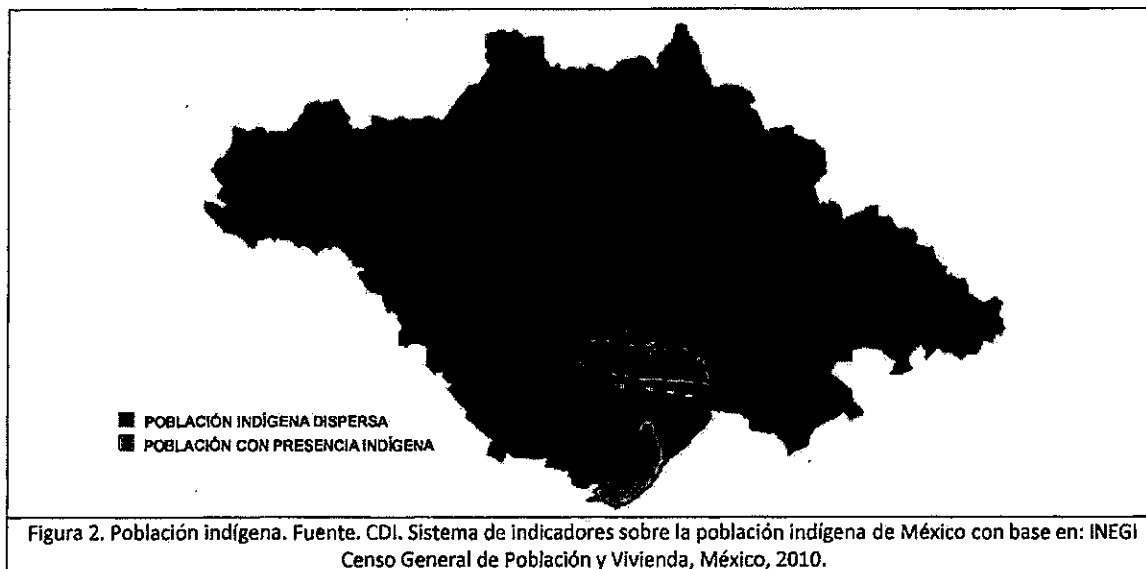 POBLACIÓN INDÍGENA DISPERSA
POBLACIÓN CON PRESENCIA INDÍGENA
Figura 2. Población indígena. Fuente. CDI. Sistema de indicadores sobre la población indígena de México con base en: INEGI
Censo General de Población y Vivienda, México, 2010.